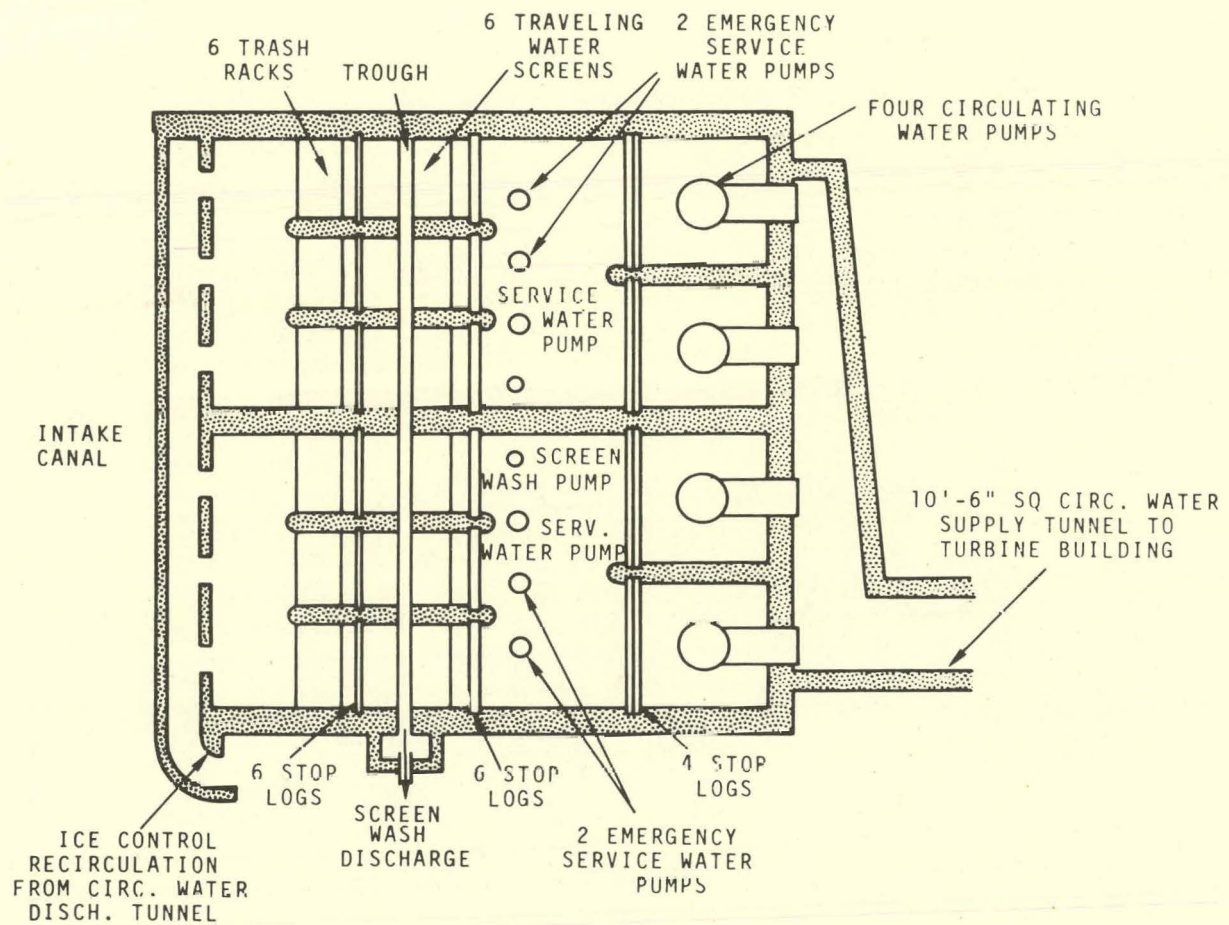 6 TRASH
RACKS
TROUGH
6 TRAVELING
WATER
SCREENS
2 EMERGENCY
SERVICE
WATER PUMPS
FOUR CIRCULATING
WATER PUMPS
SERVICE
WATER
PUMP
INTAKE
CANAL
SCREEN
WASH PUMP
SERV.
WATER PUMP
10'-6" SQ CIRC. WATER
SUPPLY TUNNEL TO
TURBINE BUILDING
6 STOP
LOGS
SCREEN
WASH
DISCHARGE
6 STOP
LOGS
4 STOP
LOGS
2 EMERGENCY
SERVICE WATER
PUMPS
ICE CONTROL
RECIRCULATION
FROM CIRC. WATER
DISCH. TUNNEL